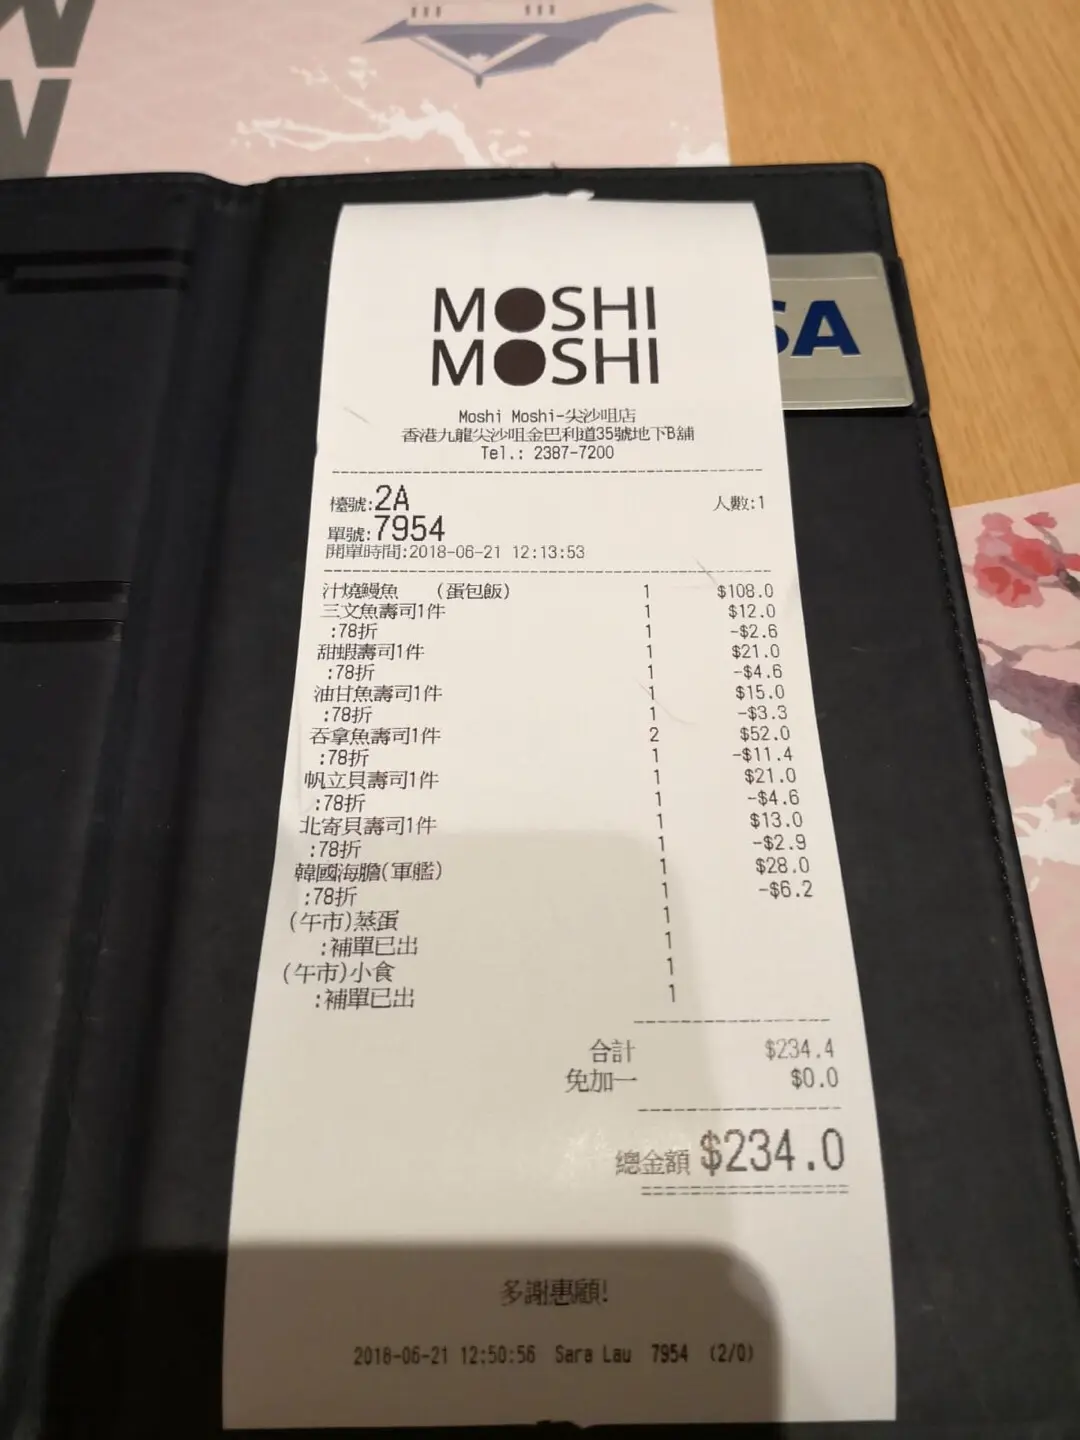 MOSHI
MOSHI
SA
Moshi Moshi-尖沙咀店
香港九龍尖沙咀金巴利道35號地下B舖
Tel.: 2387-7200
檯號:2A 人數:1
單號:7954
開單時間:2018-06-21 12:13:53
汁燒鰻魚 (蛋包飯) 1 $108.0
三文魚壽司1件 1 $12.0
:78折 1 -$2.6
甜蝦壽司1件 1 $21.0
:78折 1 -$4.6
油甘魚壽司1件 1 $15.0
:78折 1 -$3.3
吞拿魚壽司1件 2 $52.0
:78折 1 -$11.4
帆立貝壽司1件 1 $21.0
:78折 1 -$4.6
北寄貝壽司1件 1 $13.0
:78折 1 -$2.9
韓國海膽(軍艦) 1 $28.0
:78折 1 -$6.2
(午市)蒸蛋 1
:補單已出 1
(午市)小食 1
:補單已出 1
合計 $234.4
免加一 $0.0
總金額 $234.0
多謝惠顧!
2018-06-21 12:50:56 Sara Lau 7954 (2/0)